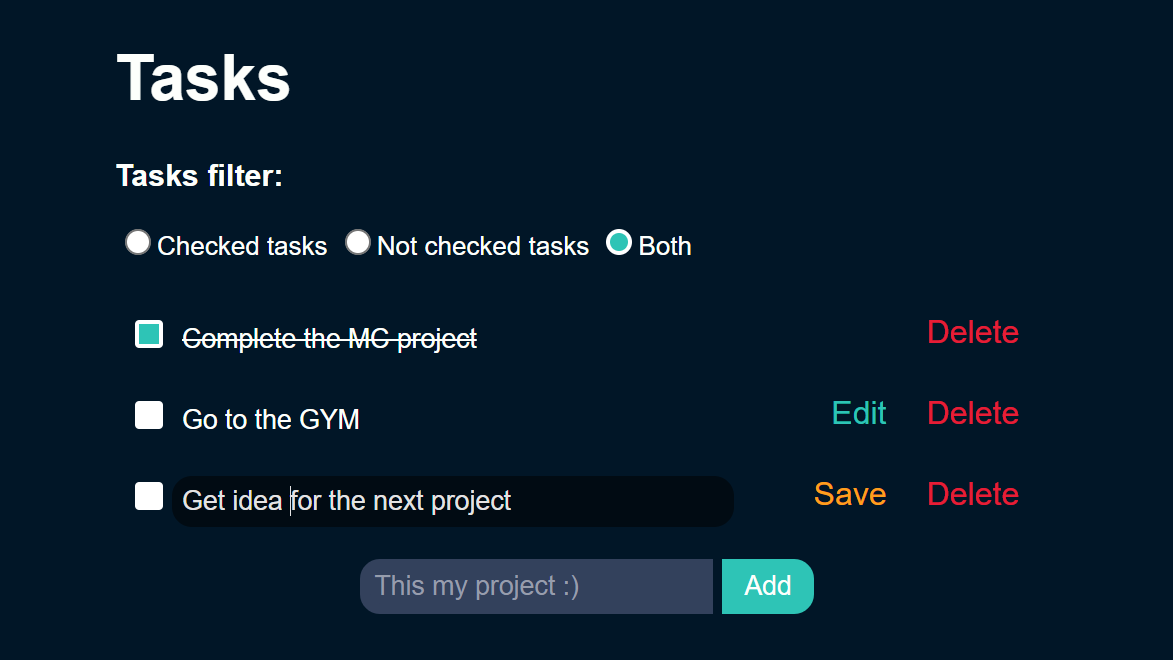 Tasks
Tasks filter:
Checked tasks Not checked tasks Both
Complete the MC project Delete
Go to the GYM Edit Delete
Get idea for the next project Save Delete
This my project :) Add